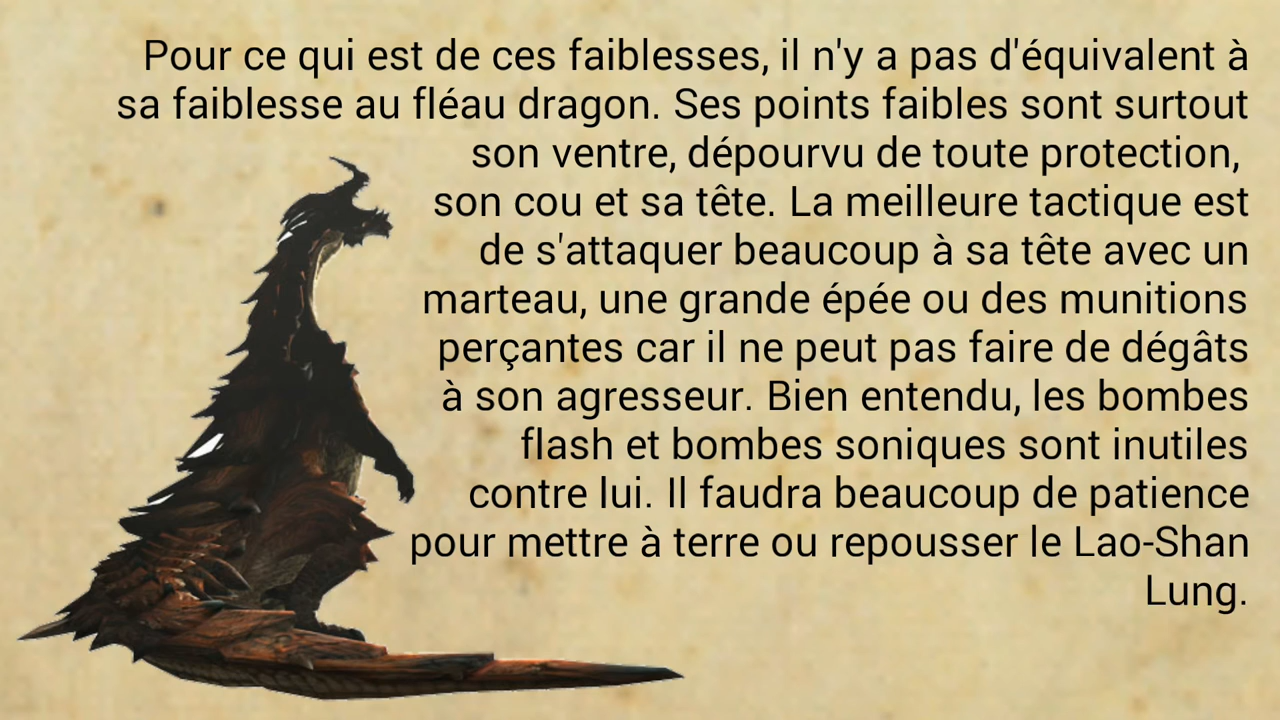 Pour ce qui est de ces faiblesses, il n'y a pas d'équivalent à
sa faiblesse au fléau dragon. Ses points faibles sont surtout
son ventre, dépourvu de toute protection,
son cou et sa tête. La meilleure tactique est
de s'attaquer beaucoup à sa tête avec un
marteau, une grande épée ou des munitions
perçantes car il ne peut pas faire de dégâts
à son agresseur. Bien entendu, les bombes
flash et bombes soniques sont inutiles
contre lui. Il faudra beaucoup de patience
pour mettre à terre ou repousser le Lao-Shan
Lung.